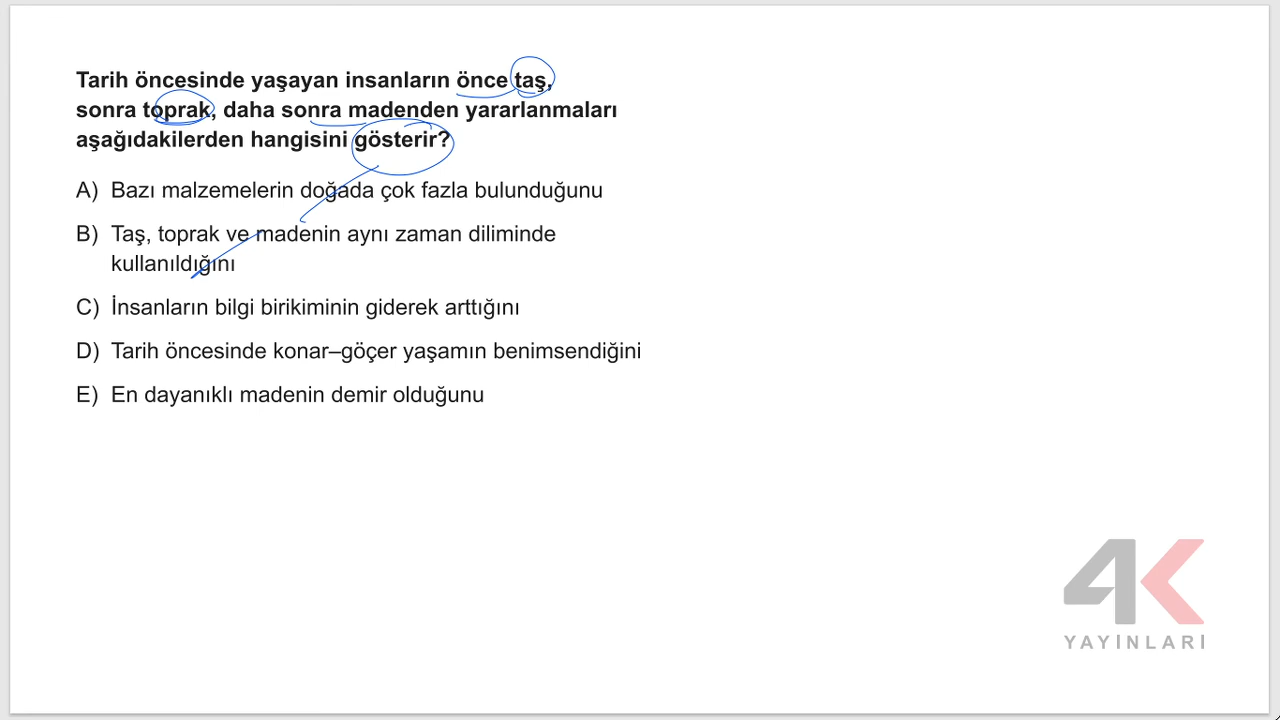 Tarih öncesinde yaşayan insanların önce taş,
sonra toprak, daha sonra madenden yararlanmaları
aşağıdakilerden hangisini gösterir?
A) Bazı malzemelerin doğada çok fazla bulunduğunu
B) Taş, toprak ve madenin aynı zaman diliminde
kullanıldığını
C) İnsanların bilgi birikiminin giderek arttığını
D) Tarih öncesinde konar–göçer yaşamın benimsendiğini
E) En dayanıklı madenin demir olduğunu
4K
YAYINLARI